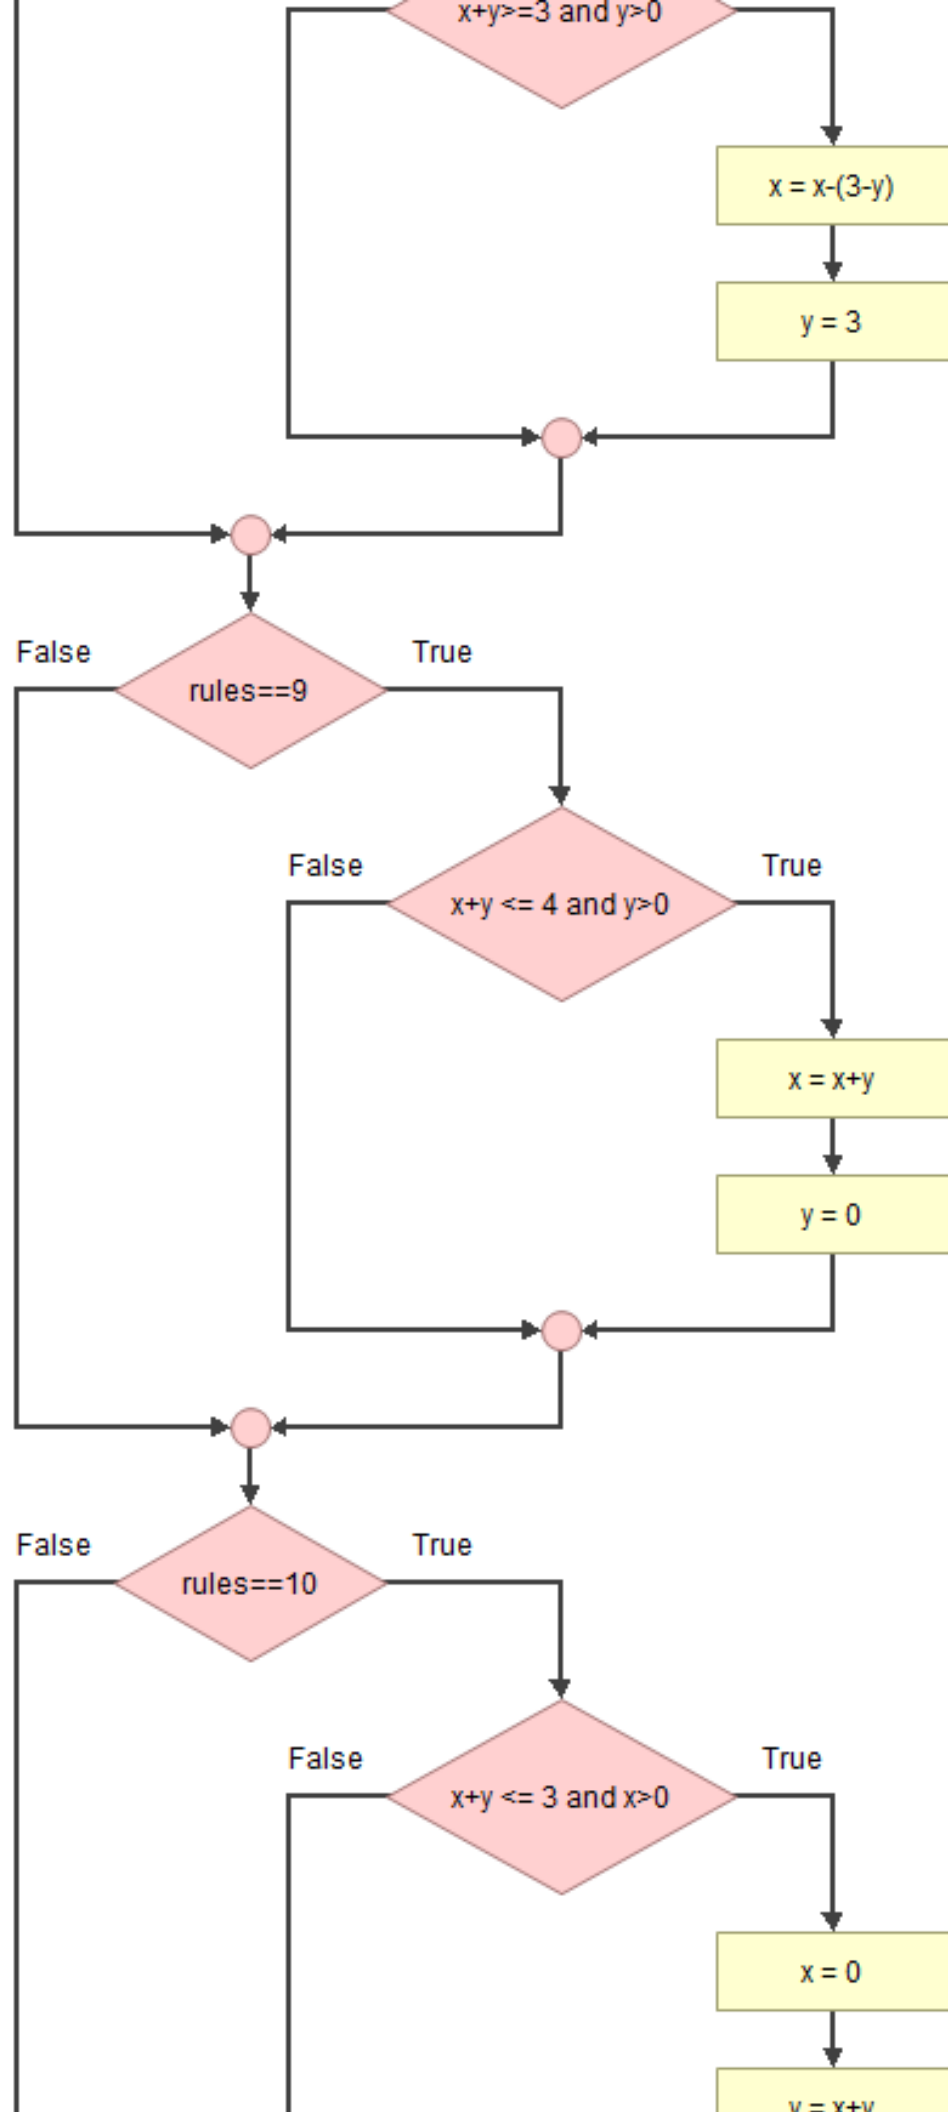 x+y>=3 and y>0
x = x-(3-y)
y = 3
False
True
rules==9
False
True
x+y <= 4 and y>0
x = x+y
y = 0
False
True
rules==10
False
True
x+y <= 3 and x>0
x = 0
y = x+y